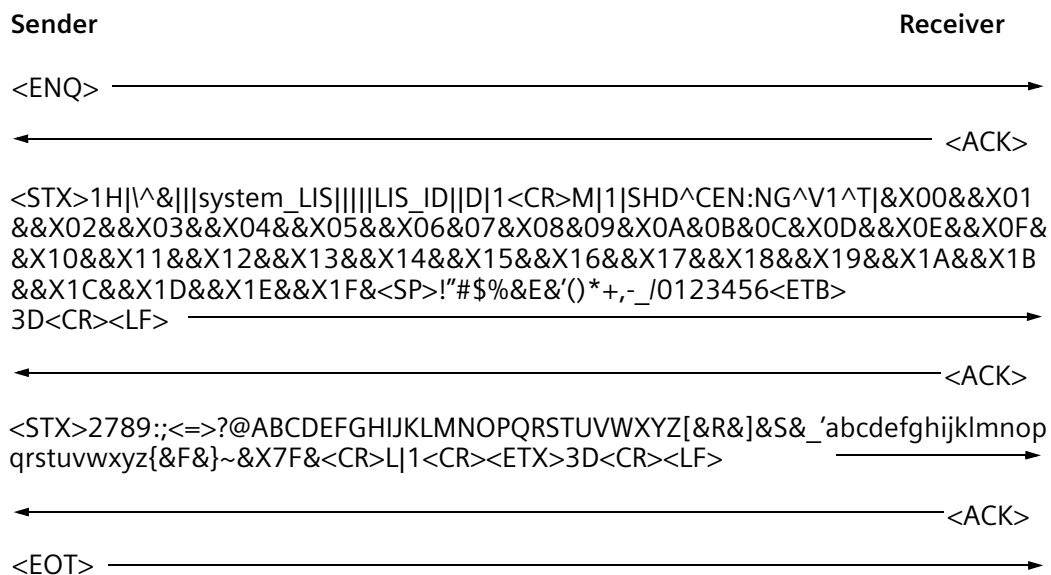 Sender Receiver
<ENQ>
<ACK>
<STX>1H|\^&|||system_LIS|||||LIS_ID||D|1<CR>M|1|SHD^CEN:NG^V1^T|&X00&&X01
&&X02&&X03&&X04&&X05&&X06&07&X08&09&X0A&0B&0C&X0D&&X0E&&X0F&
&X10&&X11&&X12&&X13&&X14&&X15&&X16&&X17&&X18&&X19&&X1A&&X1B
&&X1C&&X1D&&X1E&&X1F&<SP>!"#$%&E&'()*+,-_/0123456<ETB>
3D<CR><LF>
<ACK>
<STX>2789:;<=>?@ABCDEFGHIJKLMNOPQRSTUVWXYZ[&R&]&S&_'abcdefghijklmnop
qrstuvwxyz{&F&}~&X7F&<CR>L|1<CR><ETX>3D<CR><LF>
<ACK>
<EOT>